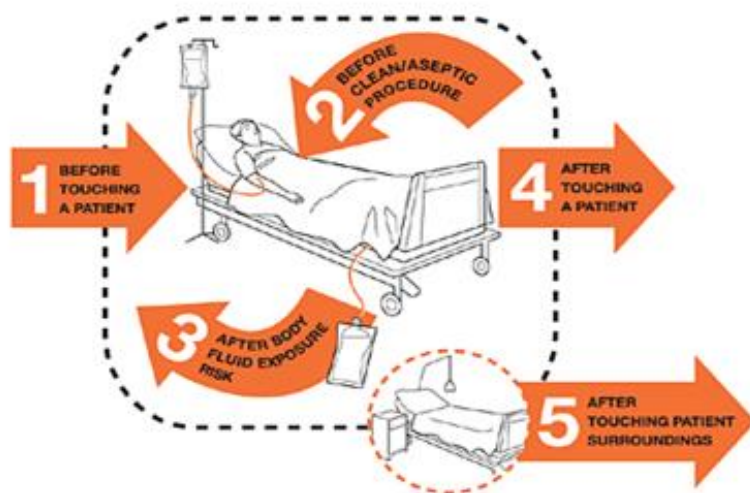 1
BEFORE
TOUCHING
A PATIENT
2
BEFORE
CLEAN/ASEPTIC
PROCEDURE
3
AFTER BODY
FLUID EXPOSURE
RISK
4
AFTER
TOUCHING
A PATIENT
5
AFTER
TOUCHING PATIENT
SURROUNDINGS